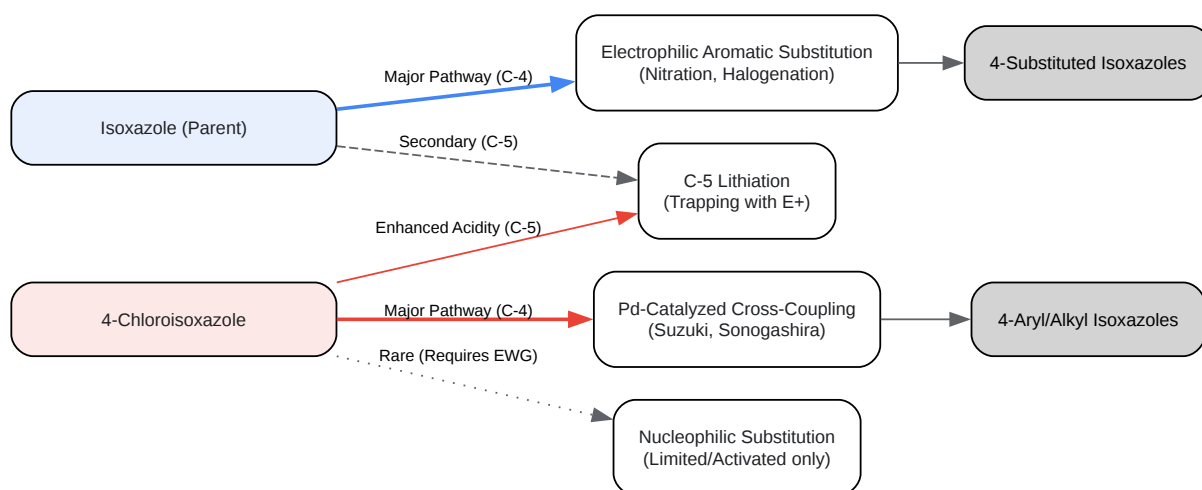 Electrophilic Aromatic Substitution
(Nitration, Halogenation)
4-Substituted Isoxazoles
Major Pathway (C-4)
Isoxazole (Parent)
Secondary (C-5)
C-5 Lithiation
(Trapping with E+)
Enhanced Acidity (C-5)
4-Chloroisoxazole
Major Pathway (C-4)
Pd-Catalyzed Cross-Coupling
(Suzuki, Sonogashira)
4-Aryl/Alkyl Isoxazoles
Rare (Requires EWG)
Nucleophilic Substitution
(Limited/Activated only)